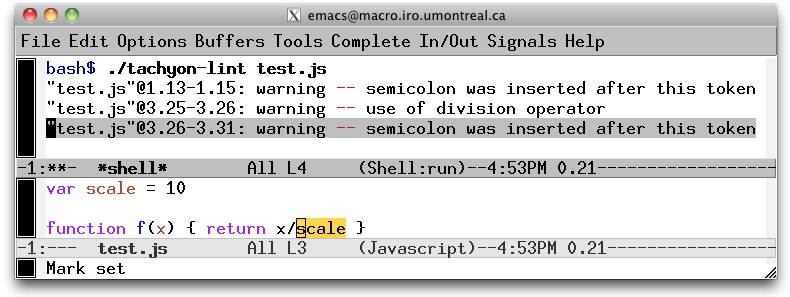 emacs@macro.iro.umontreal.ca
File Edit Options Buffers Tools Complete In/Out Signals Help
bash$ ./tachyon-lint test.js
"test.js"@1.13-1.15: warning -- semicolon was inserted after this token
"test.js"@3.25-3.26: warning -- use of division operator
"test.js"@3.26-3.31: warning -- semicolon was inserted after this token
-1:**-  *shell*        All L4     (Shell:run)--4:53PM 0.21-----------------
var scale = 10
function f(x) { return x/scale }
-1:---  test.js        All L3     (Javascript)--4:53PM 0.21----------------
Mark set